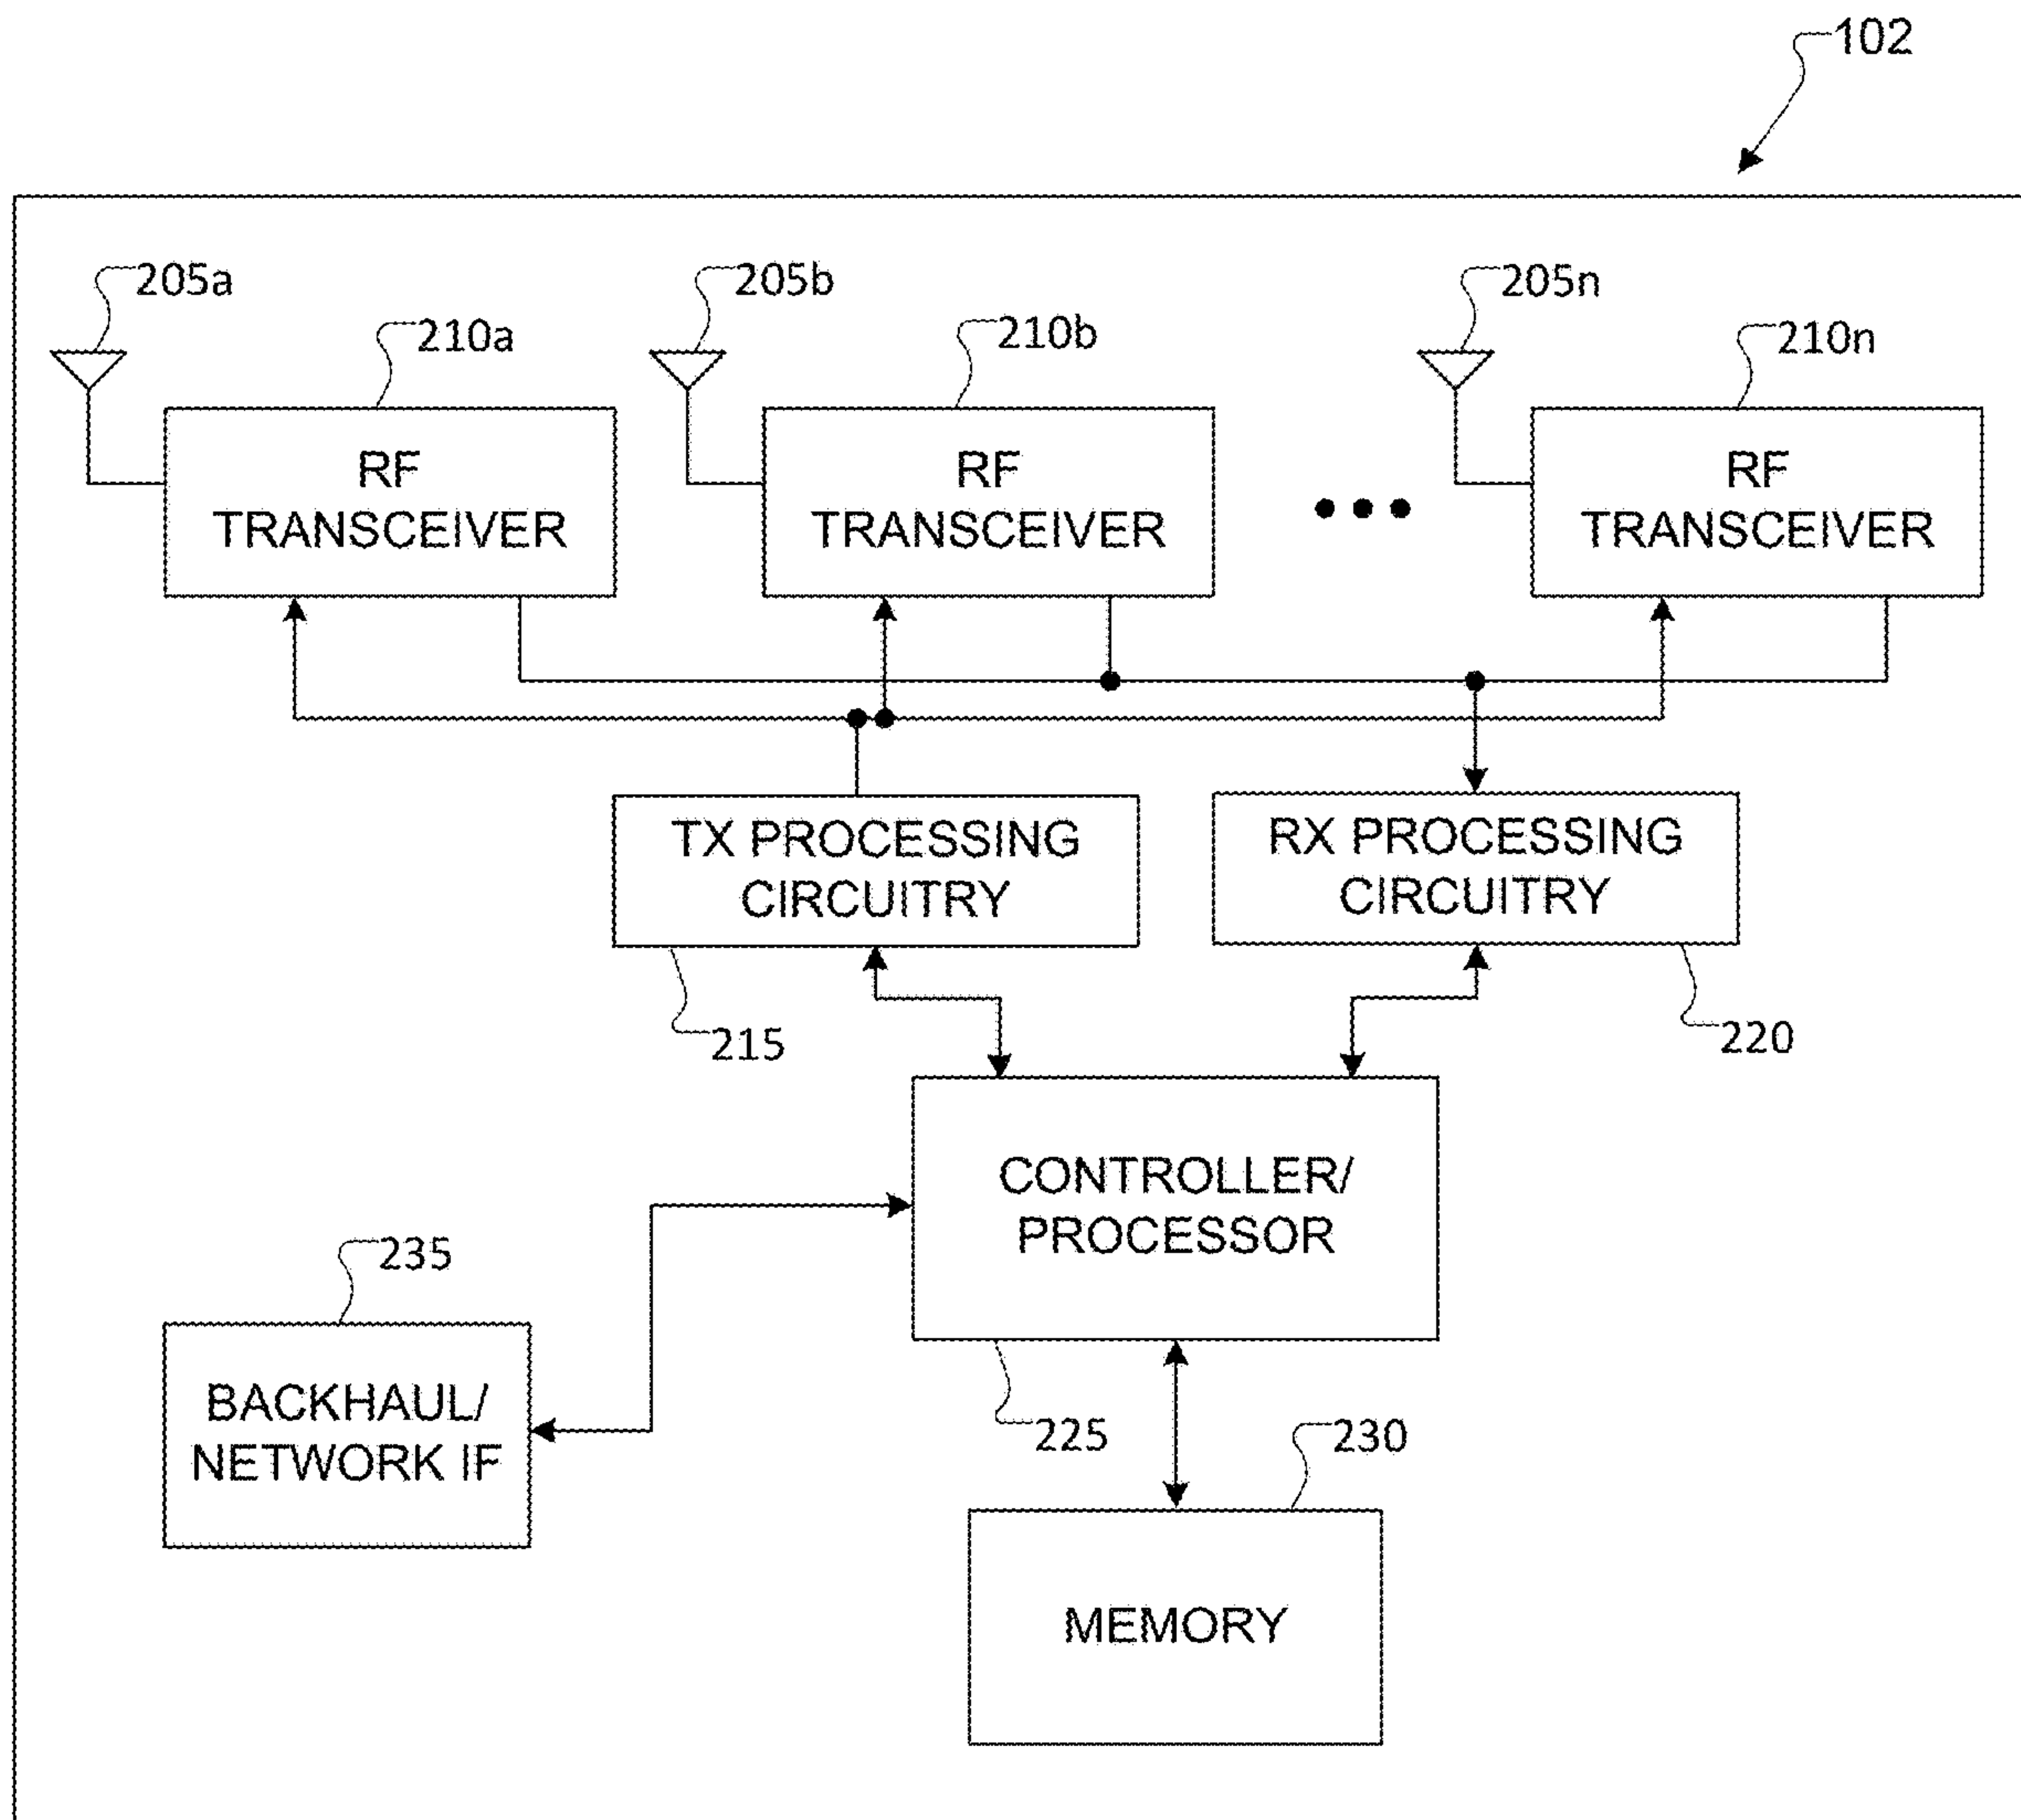 102
205a
205b
205n
210a
210b
210n
RF
TRANSCEIVER
RF
TRANSCEIVER
RF
TRANSCEIVER
TX PROCESSING
CIRCUITRY
RX PROCESSING
CIRCUITRY
215
220
CONTROLLER/
PROCESSOR
235
BACKHAUL/
NETWORK IF
225
230
MEMORY